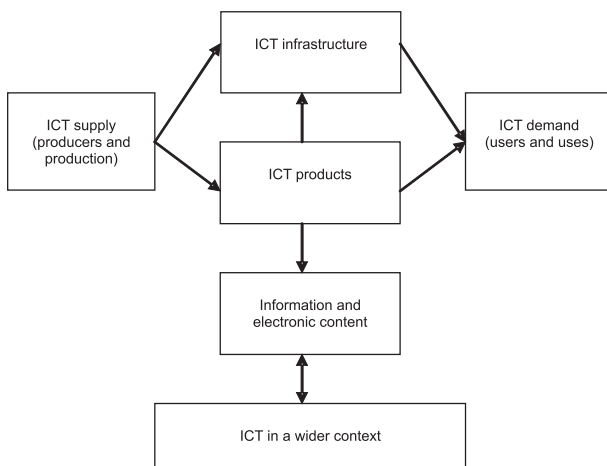 ICT infrastructure
ICT supply
(producers and
production)
ICT demand
(users and uses)
ICT products
Information and
electronic content
ICT in a wider context